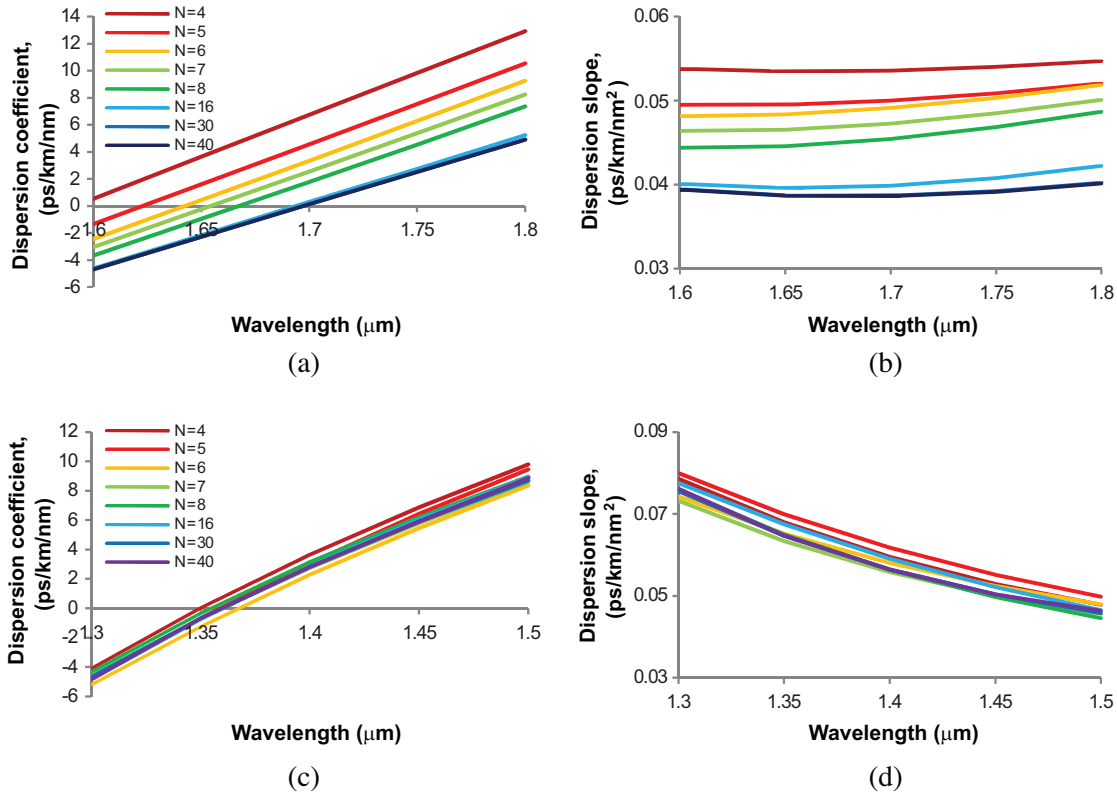 Dispersion coefficient,
(ps/km/nm)
14
12
10
8
6
4
2
0
-2
-4
-6
N=4
N=5
N=6
N=7
N=8
N=16
N=30
N=40
1.6
1.65
1.7
1.75
1.8
Wavelength (μm)
(a)
Dispersion slope,
(ps/km/nm²)
0.06
0.05
0.04
0.03
1.6
1.65
1.7
1.75
1.8
Wavelength (μm)
(b)
Dispersion coefficient,
(ps/km/nm)
12
10
8
6
4
2
0
-2
-4
-6
N=4
N=5
N=6
N=7
N=8
N=16
N=30
N=40
1.3
1.35
1.4
1.45
1.5
Wavelength (μm)
(c)
Dispersion slope,
(ps/km/nm²)
0.09
0.07
0.05
0.03
1.3
1.35
1.4
1.45
1.5
Wavelength (μm)
(d)